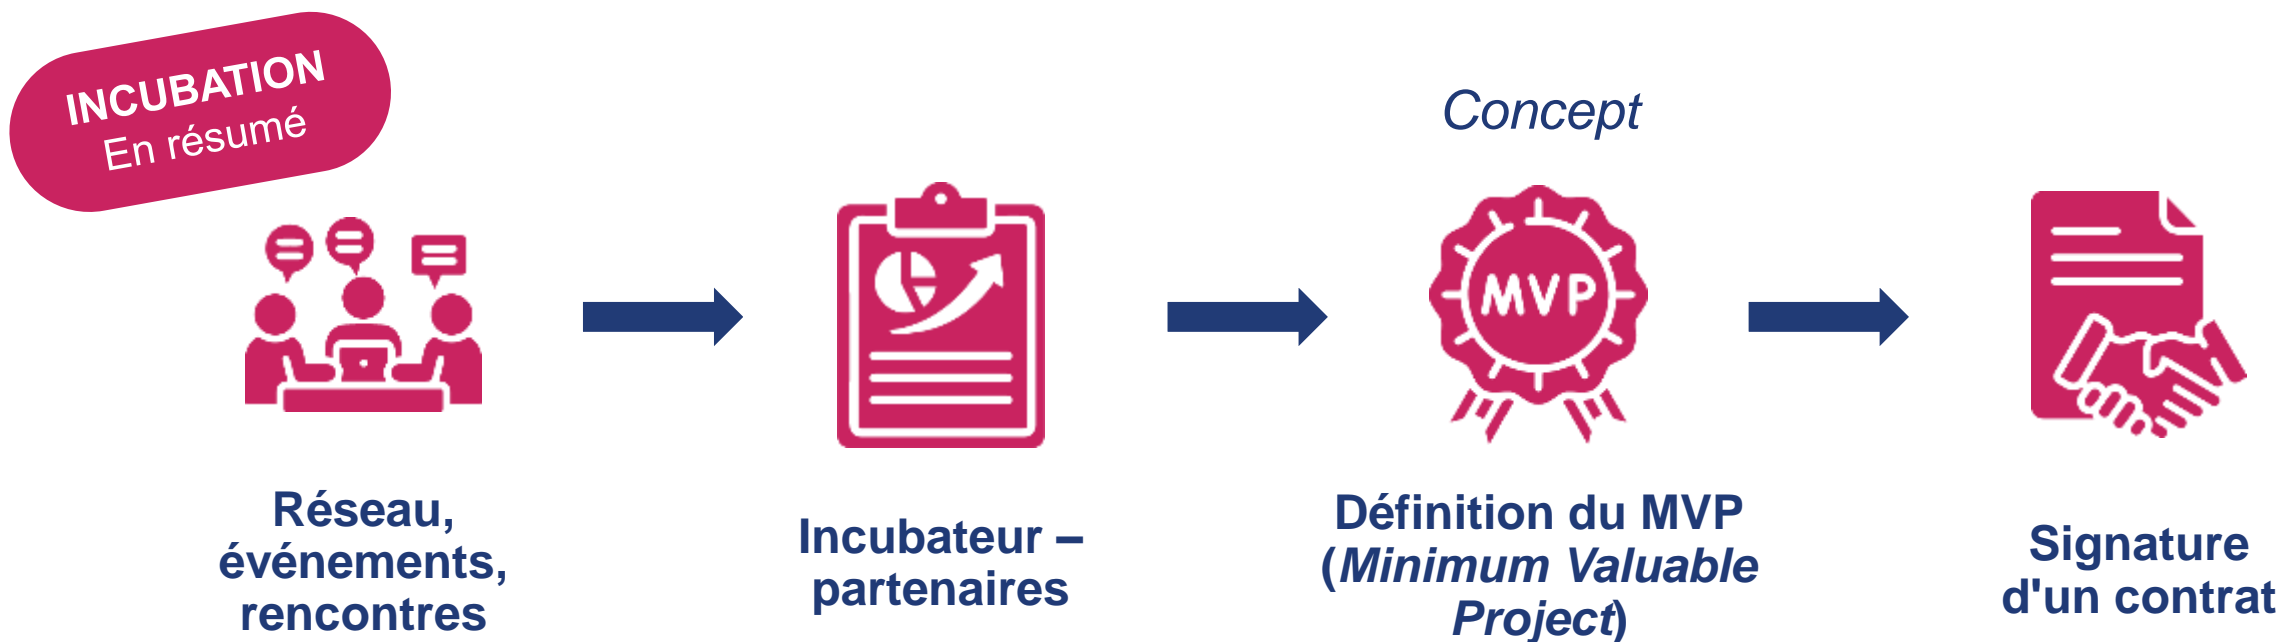 INCUBATION
En résumé
Concept
MVP
Réseau,
événements,
rencontres
Incubateur –
partenaires
Définition du MVP
(Minimum Valuable
Project)
Signature
d'un contrat